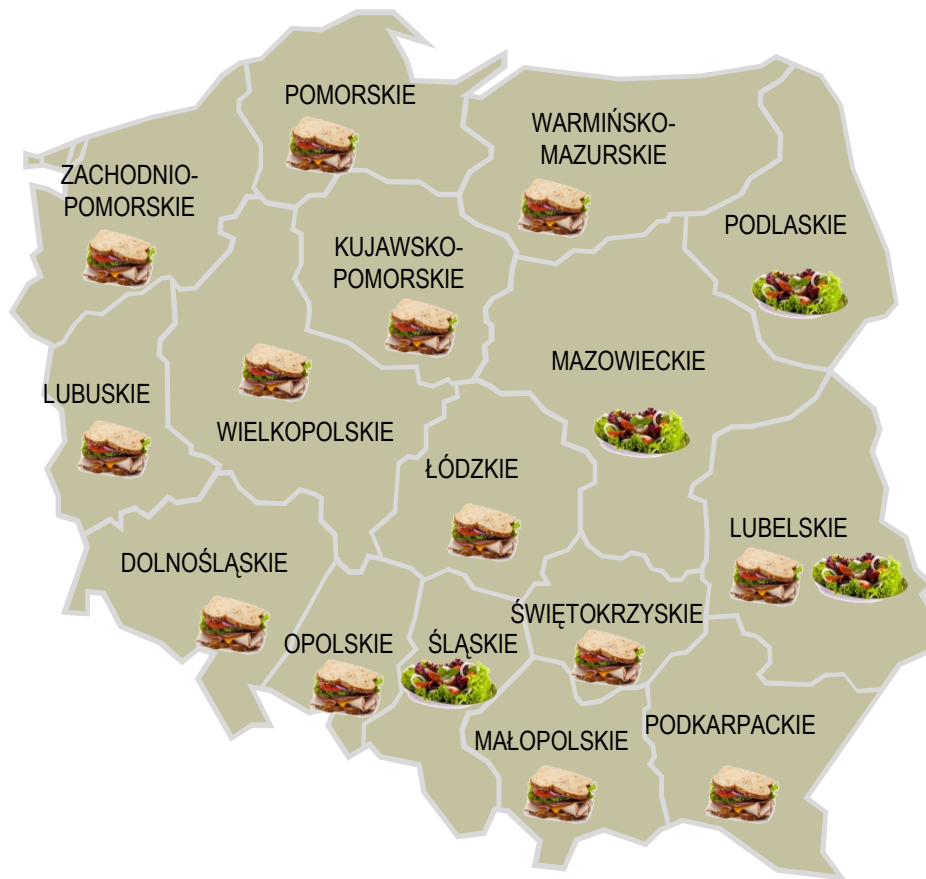 POMORSKIE
WARMIŃSKO-
MAZURSKIE
ZACHODNIO-
POMORSKIE
PODLASKIE
KUJAWSKO-
POMORSKIE
MAZOWIECKIE
LUBUSKIE
WIELKOPOLSKIE
ŁÓDZKIE
LUBELSKIE
DOLNOŚLĄSKIE
ŚWIĘTOKRZYSKIE
OPOLSKIE
ŚLĄSKIE
PODKARPACKIE
MAŁOPOLSKIE